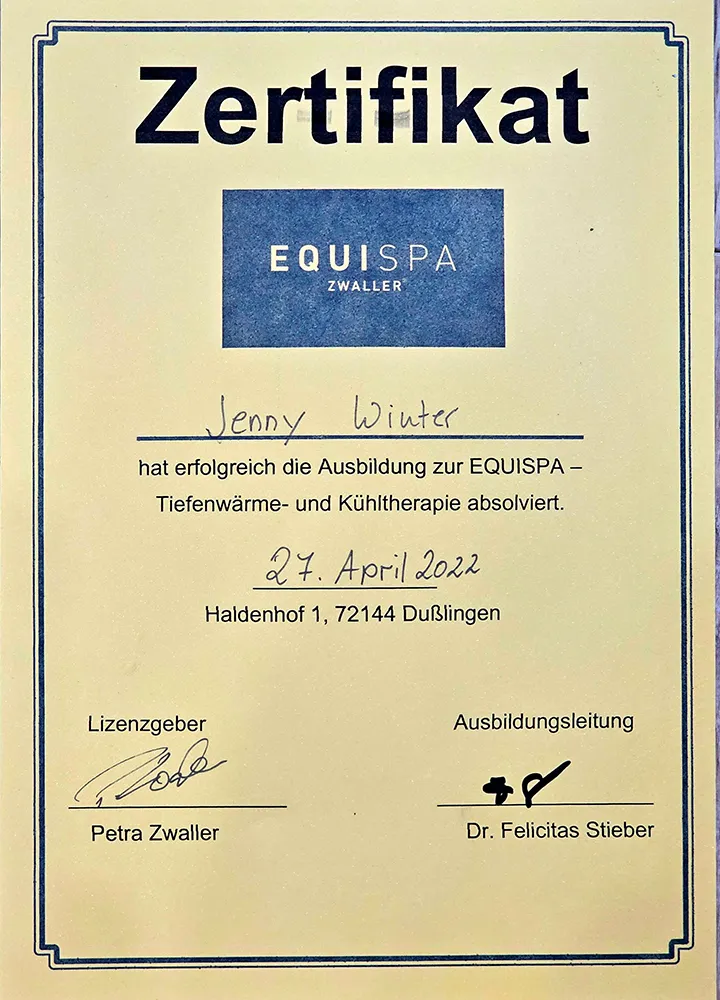 Zertifikat
EQUISPA
ZWALLER®
Jenny Winter
hat erfolgreich die Ausbildung zur EQUISPA –
Tiefenwärme- und Kühltherapie absolviert.
27. April 2022
Haldenhof 1, 72144 Dußlingen
Lizenzgeber
Ausbildungsleitung
Petra Zwaller
Dr. Felicitas Stieber